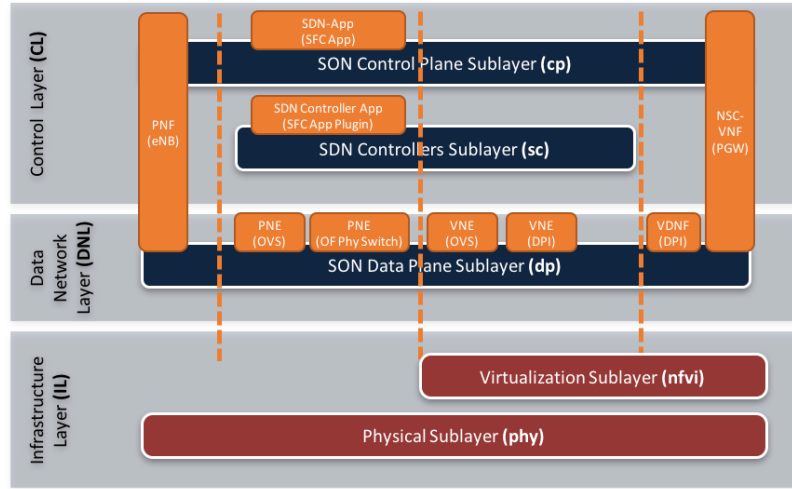 Control Layer (CL)
SDN-App
(SFC App)
SON Control Plane Sublayer (cp)
PNF
(eNB)
NSC-
VNF
(PGW)
SDN Controller App
(SFC App Plugin)
SDN Controllers Sublayer (sc)
Data
Network
Layer (DNL)
PNE
(OVS)
PNE
(OF Phy Switch)
VNE
(OVS)
VNE
(DPI)
VDNF
(DPI)
SON Data Plane Sublayer (dp)
Infrastructure
Layer (IL)
Virtualization Sublayer (nfvi)
Physical Sublayer (phy)